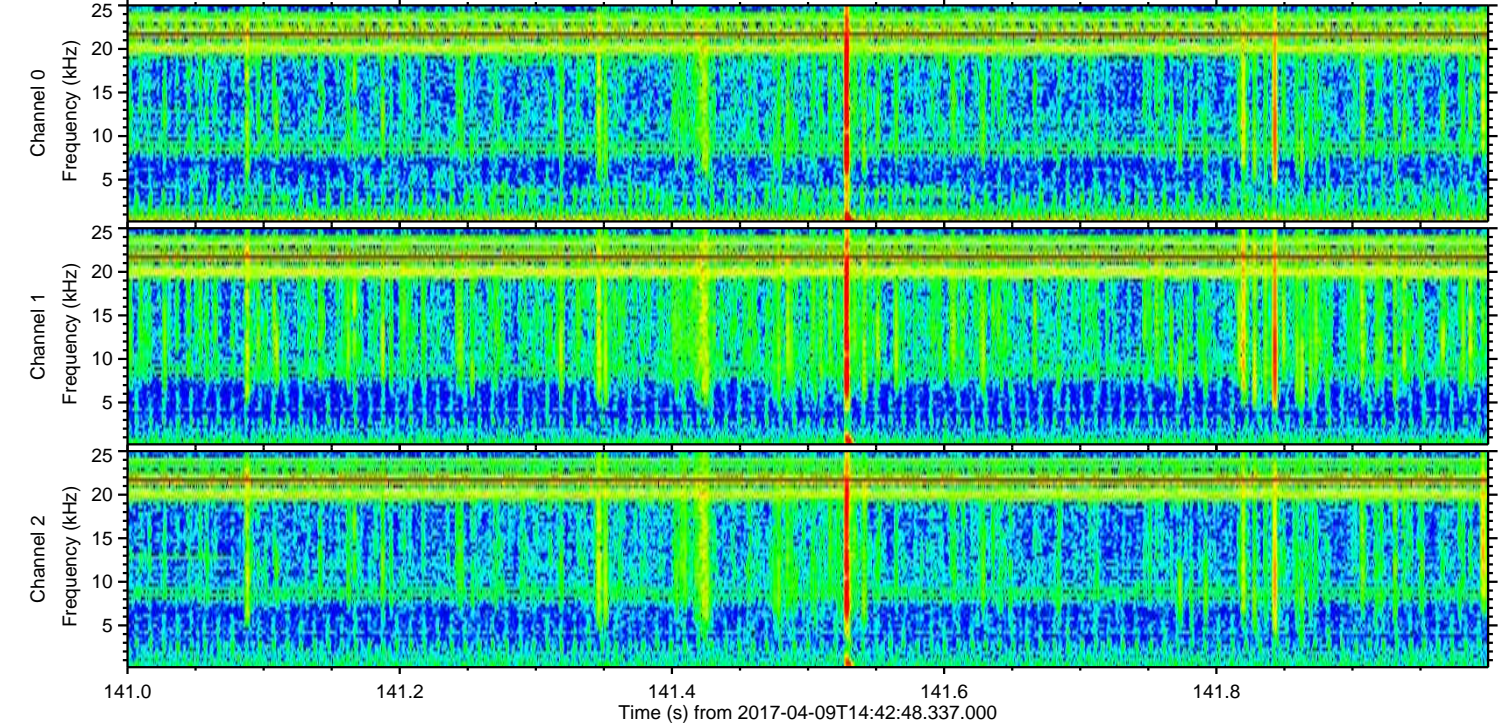 25
20
15
10
5
Channel 0
Frequency (kHz)
25
20
15
10
5
Channel 1
Frequency (kHz)
25
20
15
10
5
Channel 2
Frequency (kHz)
141.0 141.2 141.4 141.6 141.8
Time (s) from 2017-04-09T14:42:48.337.000